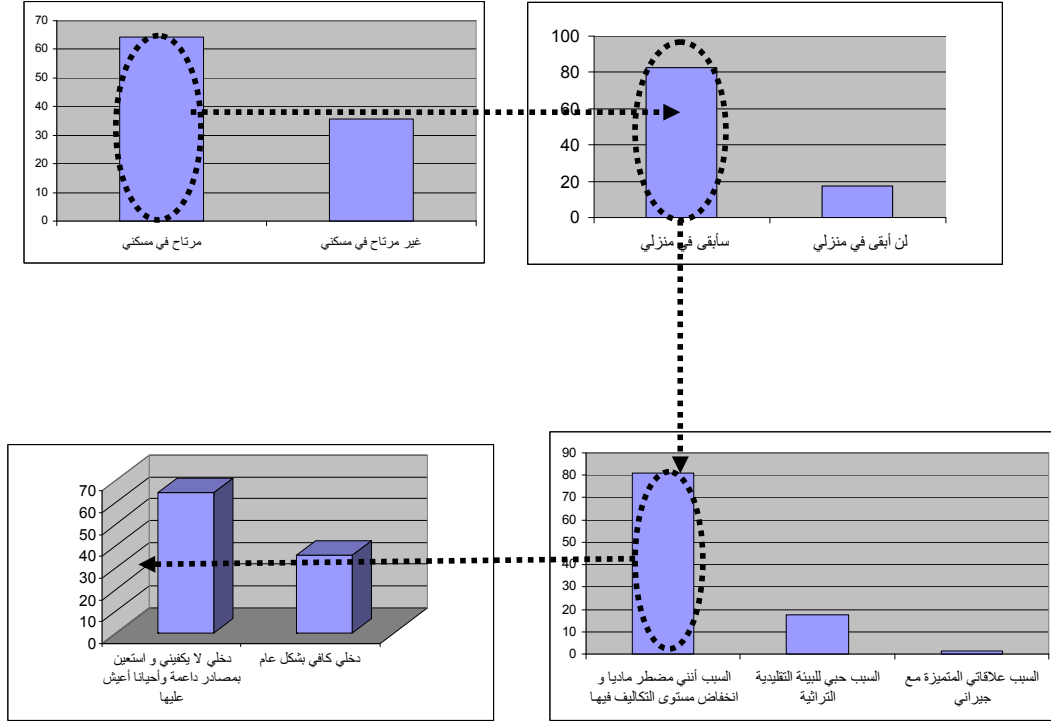 70
60
50
40
30
20
10
0
مرتاح في مسكني
غير مرتاح في مسكني
100
80
60
40
20
0
سأبقى في منزلي
لن أبقى في منزلي
70
60
50
40
30
20
10
0
دخلي لا يكفيني و استعين
بمصادر داعمة وأحيانا أعيش
عليها
دخلي كافي بشكل عام
90
80
70
60
50
40
30
20
10
0
السبب أنني مضطر ماديا و
انخفاض مستوى التكاليف فيها
السبب حبي للبيئة التقليدية
التراثية
السبب علاقاتي المتميزة مع
جيراني